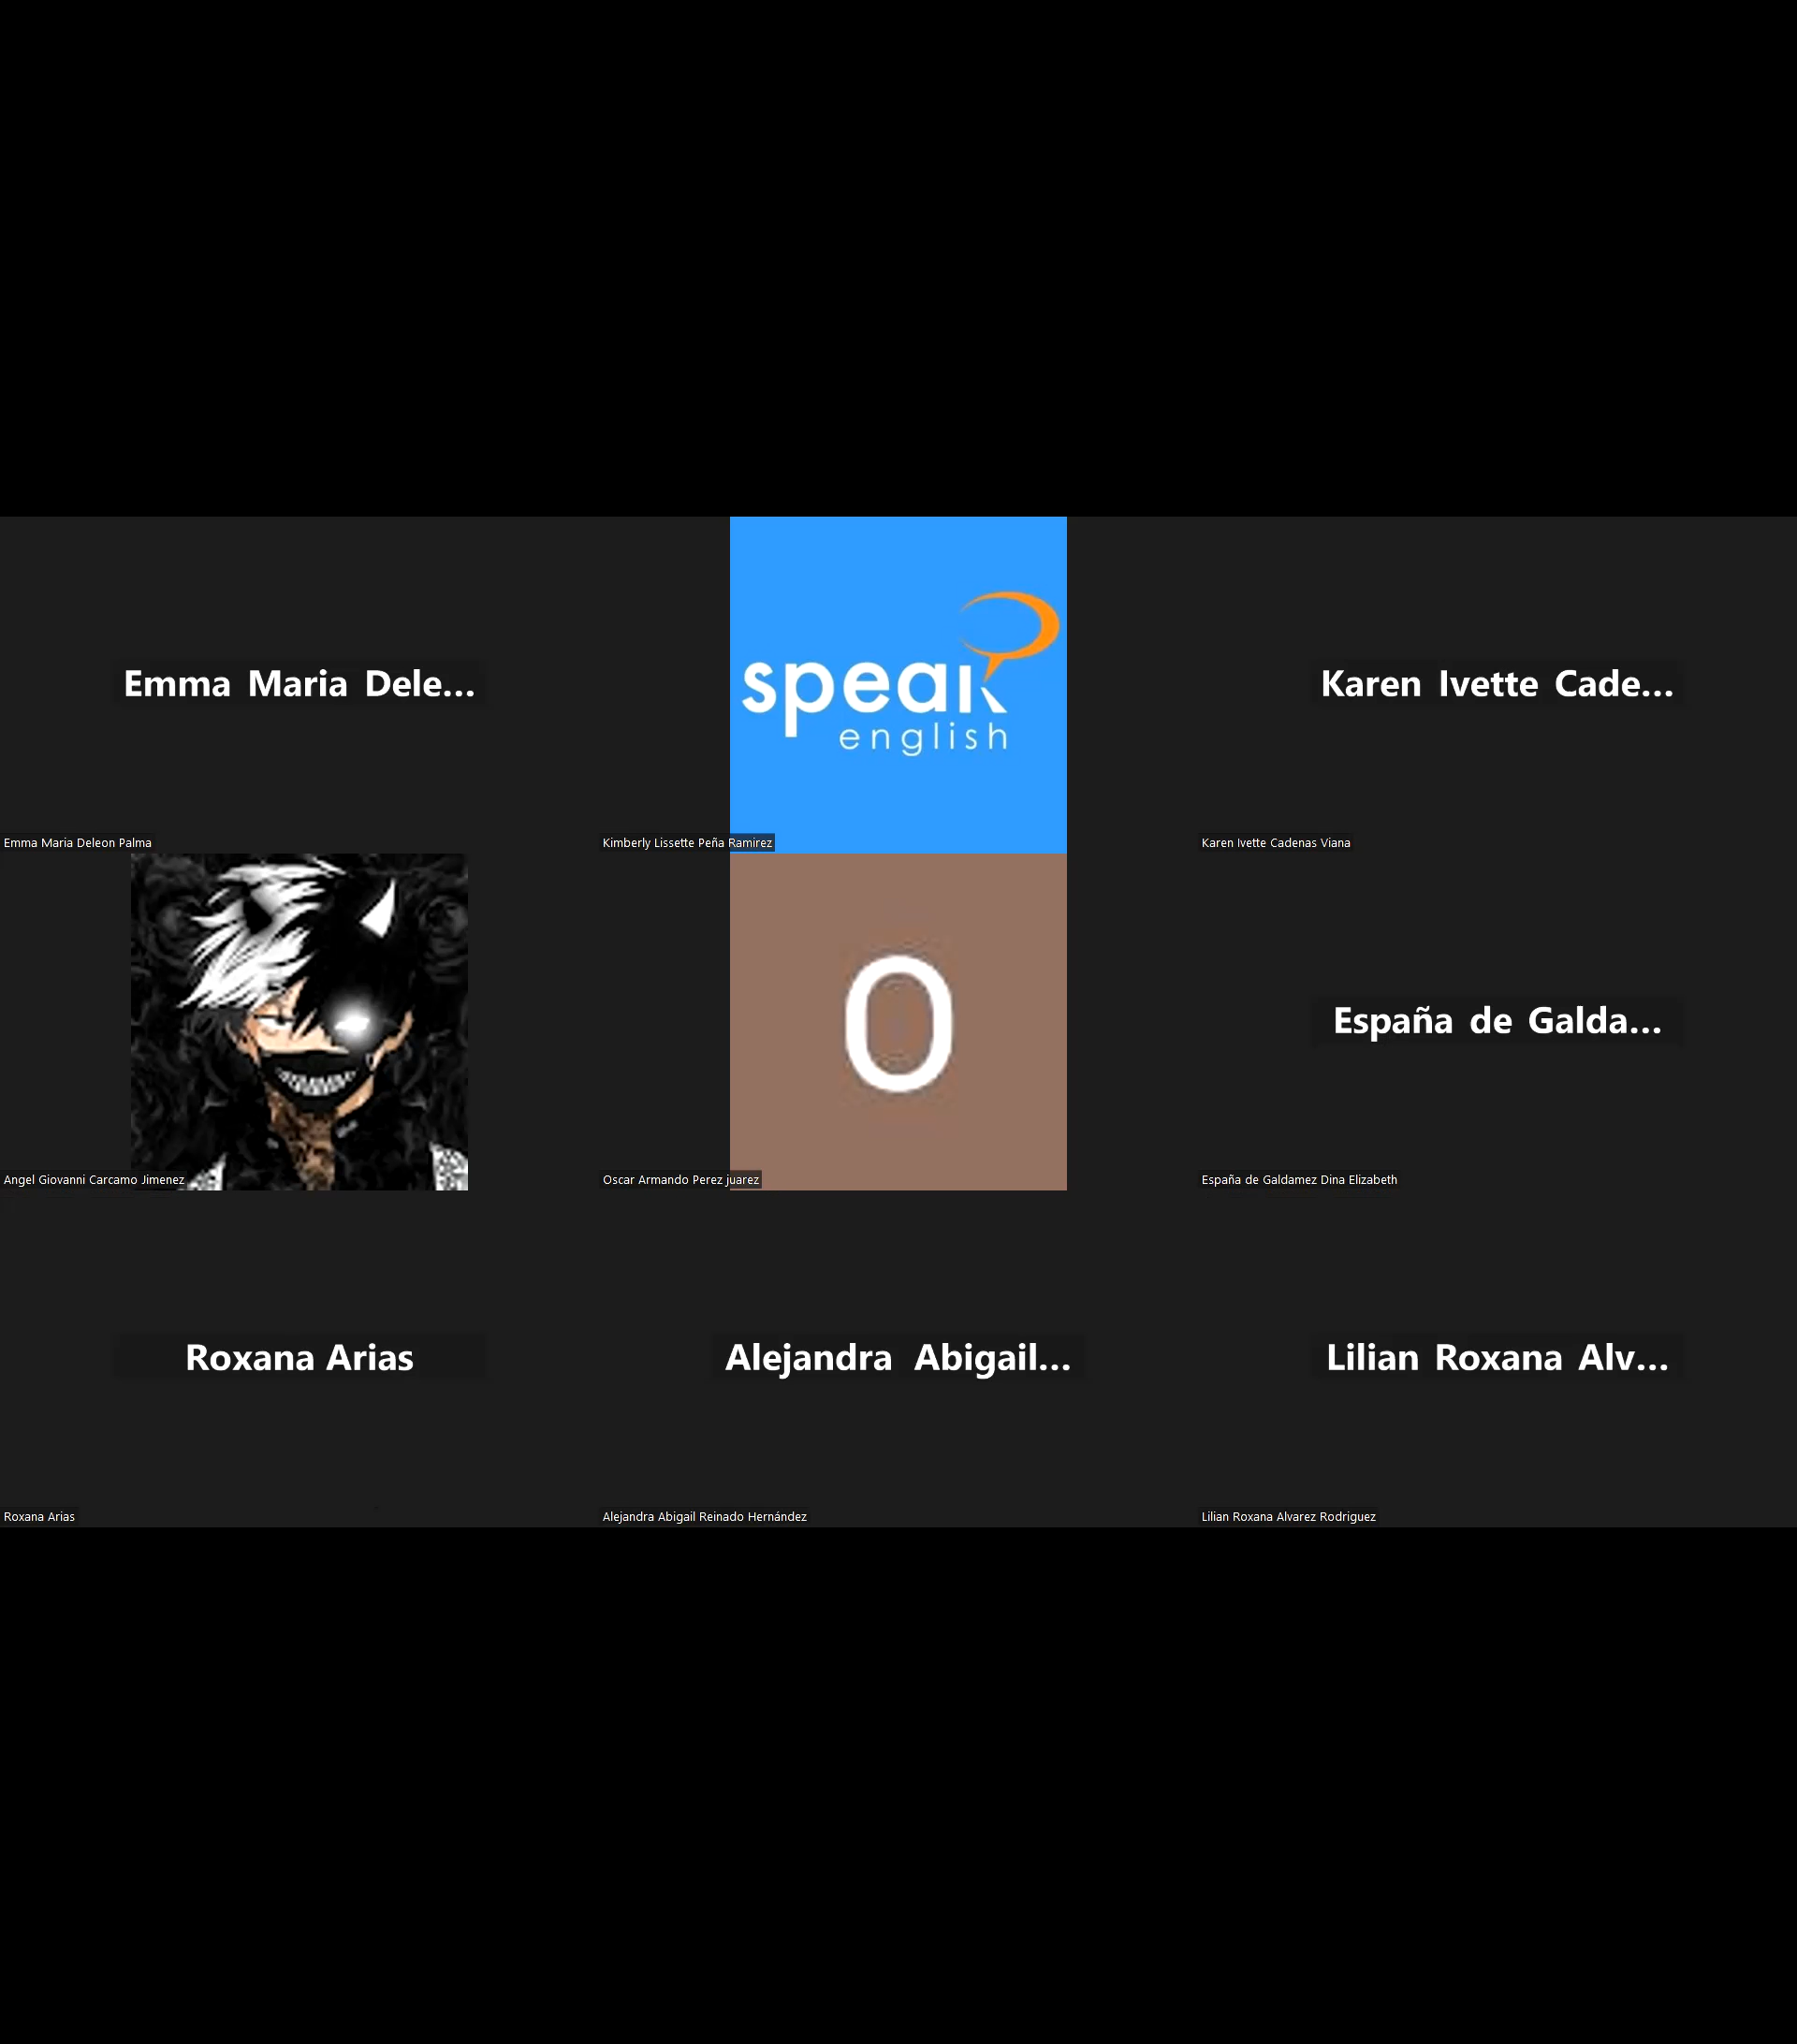 Emma Maria Dele...
Emma Maria Deleon Palma
speak
english
Kimberly Lissette Peña Ramirez
Karen Ivette Cade...
Karen Ivette Cadenas Viana
Angel Giovanni Carcamo Jimenez
O
Oscar Armando Perez juarez
España de Galda...
España de Galdamez Dina Elizabeth
Roxana Arias
Roxana Arias
Alejandra Abigail...
Alejandra Abigail Reinado Hernández
Lilian Roxana Alv...
Lilian Roxana Alvarez Rodriguez